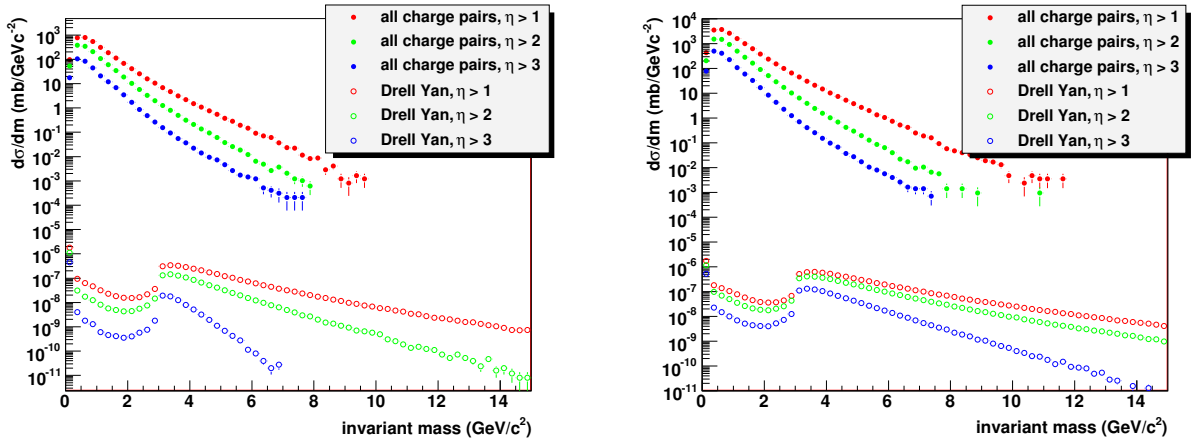 dσ/dm (mb/GeVc⁻²)
all charge pairs, η > 1
all charge pairs, η > 2
all charge pairs, η > 3
Drell Yan, η > 1
Drell Yan, η > 2
Drell Yan, η > 3
10³
10²
10
1
10⁻¹
10⁻²
10⁻³
10⁻⁴
10⁻⁵
10⁻⁶
10⁻⁷
10⁻⁸
10⁻⁹
10⁻¹⁰
10⁻¹¹
0 2 4 6 8 10 12 14
invariant mass (GeV/c²)
dσ/dm (mb/GeVc⁻²)
all charge pairs, η > 1
all charge pairs, η > 2
all charge pairs, η > 3
Drell Yan, η > 1
Drell Yan, η > 2
Drell Yan, η > 3
10⁴
10³
10²
10
1
10⁻¹
10⁻²
10⁻³
10⁻⁴
10⁻⁵
10⁻⁶
10⁻⁷
10⁻⁸
10⁻⁹
10⁻¹⁰
10⁻¹¹
0 2 4 6 8 10 12 14
invariant mass (GeV/c²)